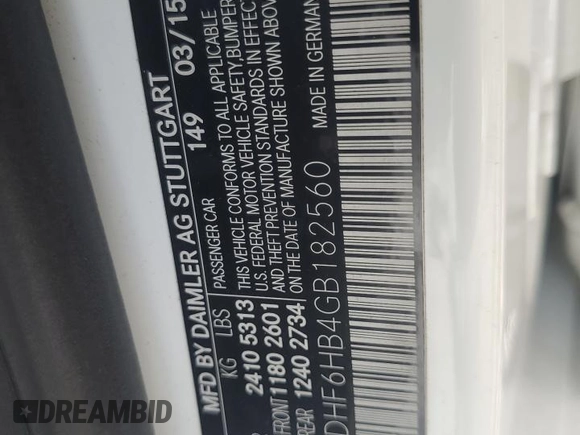 MFD BY DAIMLER AG STUTTGART
149 03/15
KG LBS PASSENGER CAR
2410 5313 THIS VEHICLE CONFORMS TO ALL APPLICABLE
U.S. FEDERAL MOTOR VEHICLE SAFETY, BUMPER
FRONT 1180 2601 AND THEFT PREVENTION STANDARDS IN EFFECT
1240 2734 ON THE DATE OF MANUFACTURE SHOWN ABOVE
DHF6HB4GB182560 MADE IN GERMANY
DIRECT.CARS